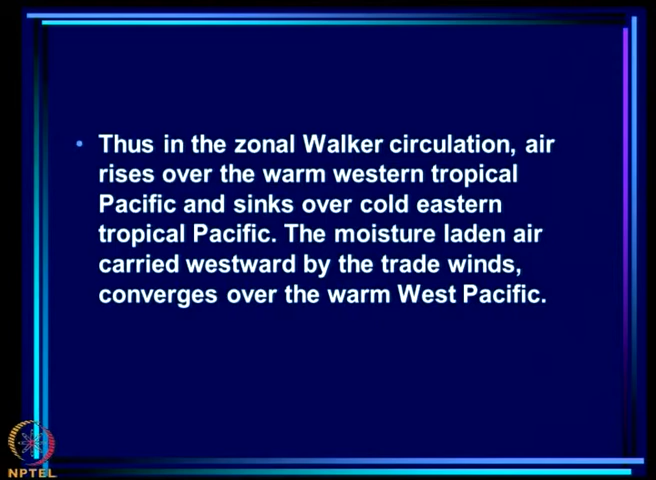 • Thus in the zonal Walker circulation, air
rises over the warm western tropical
Pacific and sinks over cold eastern
tropical Pacific. The moisture laden air
carried westward by the trade winds,
converges over the warm West Pacific.
NPTEL